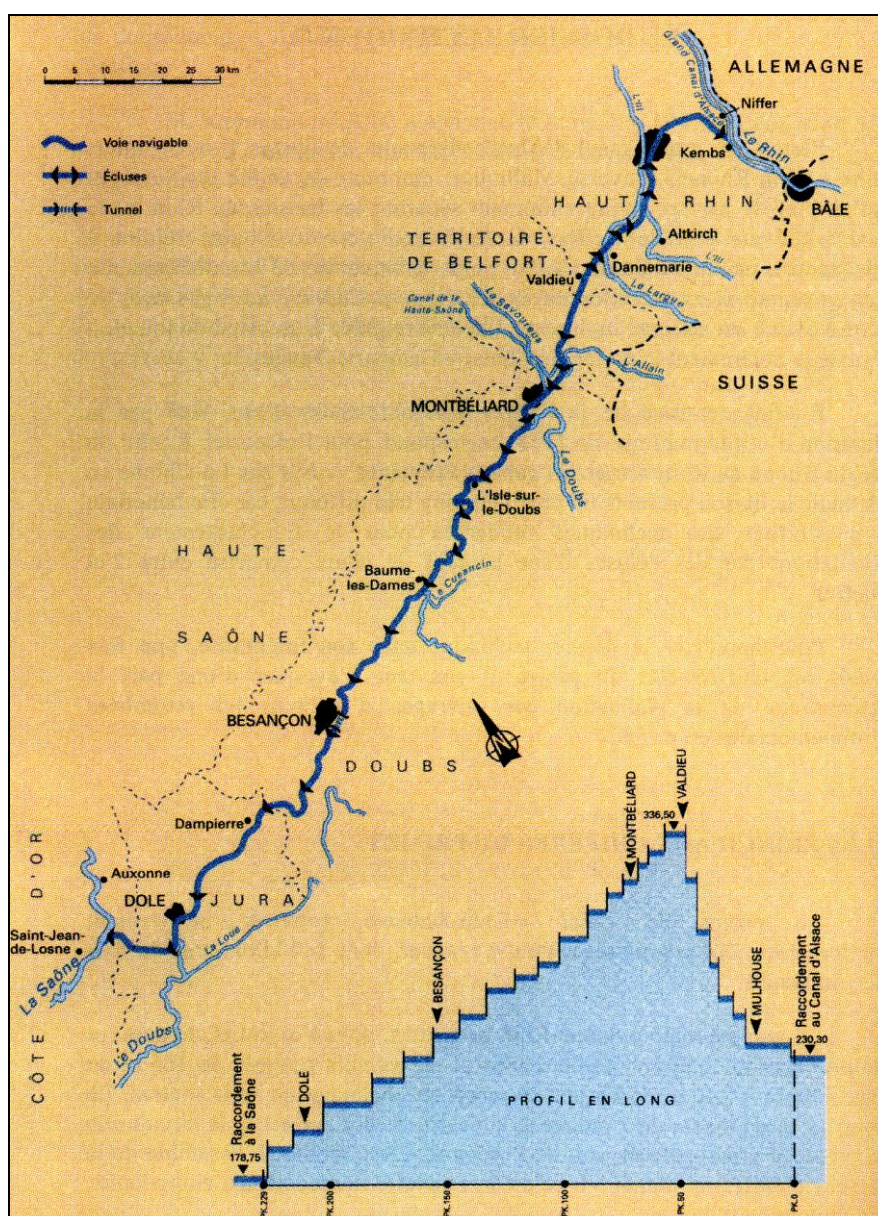 0 5 10 15 20 25 30 km
Voie navigable
Écluses
Tunnel
ALLEMAGNE
Grand Canal d'Alsace
L'Ill
Niffer
Le Rhin
Kembs
BÂLE
HAUT RHIN
TERRITOIRE
DE BELFORT
Altkirch
L'Ill
Valdieu
Dannemarie
Le Largue
Canal de la
Haute-Saône
La Savoureuse
L'Allain
SUISSE
MONTBÉLIARD
Le Doubs
L'Isle-sur-
le-Doubs
HAUTE-
SAÔNE
Baume-
les-Dames
Le Cusancin
BESANÇON
N
DOUBS
Dampierre
CÔTE D'OR
Auxonne
DOLE
JURA
Saint-Jean-
de-Losne
La Loue
La Saône
Le Doubs
Raccordement
à la Saône
178,75
DOLE
BESANÇON
MONTBÉLIARD
336,50
VALDIEU
MULHOUSE
Raccordement
au Canal d'Alsace
230,30
PROFIL EN LONG
PK.229
PK.200
PK.150
PK.100
PK.50
PK.0